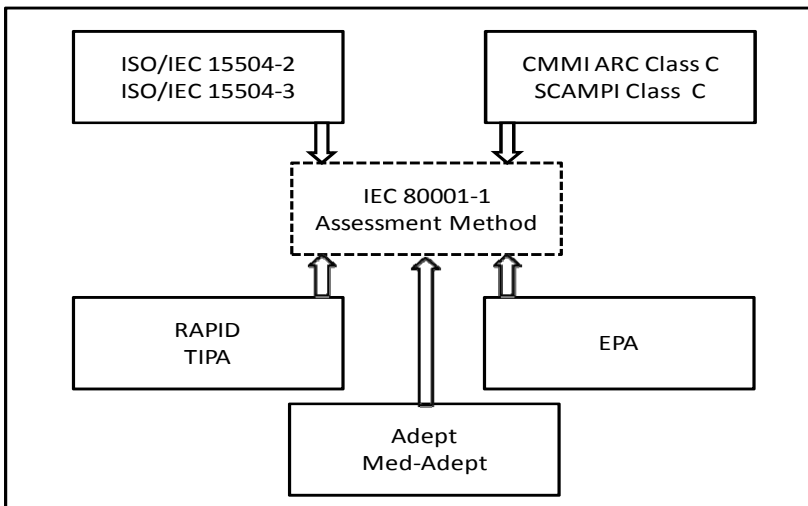 ISO/IEC 15504-2
ISO/IEC 15504-3
CMMI ARC Class C
SCAMPI Class C
IEC 80001-1
Assessment Method
RAPID
TIPA
EPA
Adept
Med-Adept